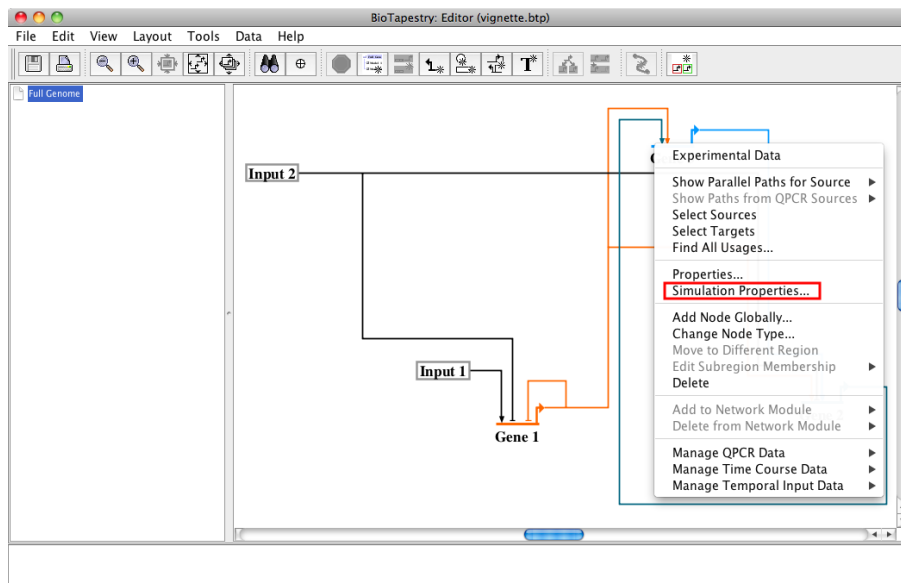 BioTapestry: Editor (vignette.btp)
File Edit View Layout Tools Data Help
T*
Full Genome
Input 2
Experimental Data
Show Parallel Paths for Source
Show Paths from QPCR Sources
Select Sources
Select Targets
Find All Usages...
Properties...
Simulation Properties...
Add Node Globally...
Change Node Type...
Move to Different Region
Edit Subregion Membership
Delete
Add to Network Module
Delete from Network Module
Manage QPCR Data
Manage Time Course Data
Manage Temporal Input Data
Input 1
Gene 1